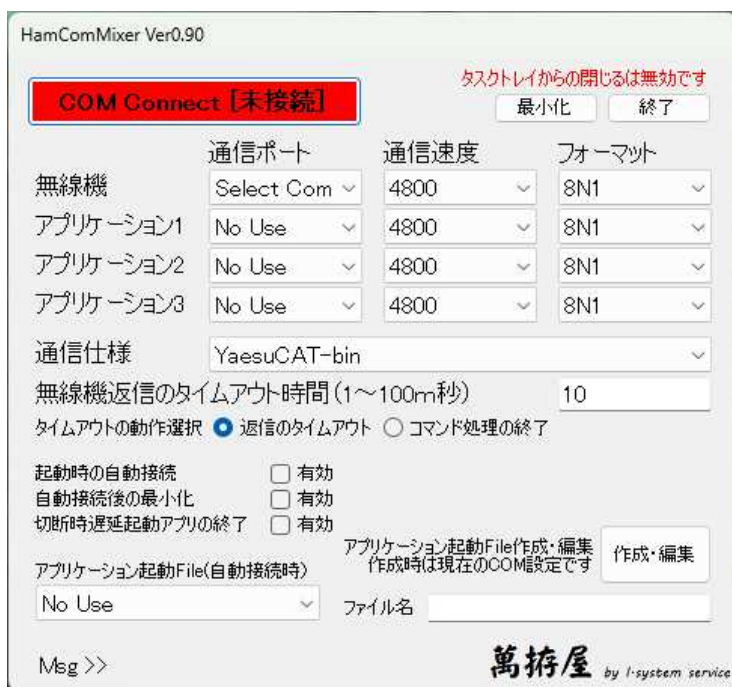 HamComMixer Ver0.90
タスクトレイからの閉じるは無効です
COM Connect [未接続]
最小化 終了
通信ポート 通信速度 フォーマット
無線機 Select Com 4800 8N1
アプリケーション1 No Use 4800 8N1
アプリケーション2 No Use 4800 8N1
アプリケーション3 No Use 4800 8N1
通信仕様 YaesuCAT-bin
無線機返信のタイムアウト時間(1～100m秒) 10
タイムアウトの動作選択 返信のタイムアウト コマンド処理の終了
起動時の自動接続 有効
自動接続後の最小化 有効
切断時遅延起動アプリの終了 有効
アプリケーション起動File作成・編集
作成時は現在のCOM設定です
作成・編集
アプリケーション起動File(自動接続時)
No Use ファイル名
Msg >>
萬拵屋 by I-system service